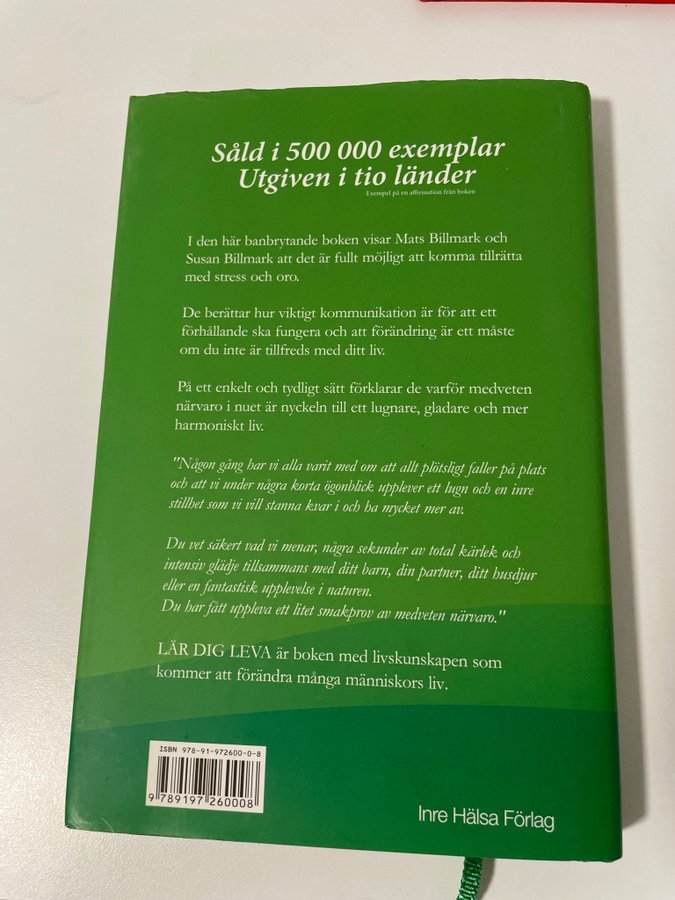 Såld i 500 000 exemplar
Utgiven i tio länder
Exempel på en affirmation från boken
I den här banbrytande boken visar Mats Billmark och
Susan Billmark att det är fullt möjligt att komma tillrätta
med stress och oro.
De berättar hur viktigt kommunikation är för att ett
förhållande ska fungera och att förändring är ett måste
om du inte är tillfreds med ditt liv.
På ett enkelt och tydligt sätt förklarar de varför medveten
närvaro i nuet är nyckeln till ett lugnare, gladare och mer
harmoniskt liv.
"Någon gång har vi alla varit med om att allt plötsligt faller på plats
och att vi under några korta ögonblick upplever ett lugn och en inre
stillhet som vi vill stanna kvar i och ha mycket mer av.
Du vet säkert vad vi menar, några sekunder av total kärlek och
intensiv glädje tillsammans med ditt barn, din partner, ditt husdjur
eller en fantastisk upplevelse i naturen.
Du har fått uppleva ett litet smakprov av medveten närvaro."
LÄR DIG LEVA är boken med livskunskapen som
kommer att förändra många människors liv.
ISBN 978-91-972600-0-8
9 789197 260008
Inre Hälsa Förlag